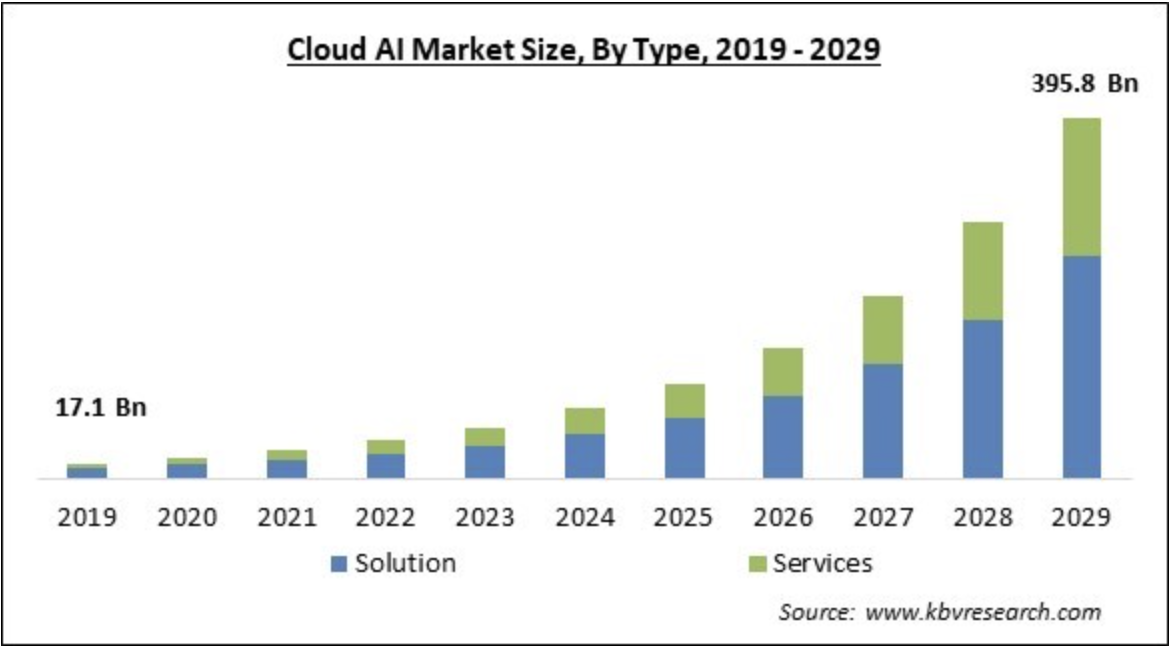 Cloud AI Market Size, By Type, 2019 - 2029
395.8 Bn
17.1 Bn
2019 2020 2021 2022 2023 2024 2025 2026 2027 2028 2029
Solution Services
Source: www.kbvresearch.com